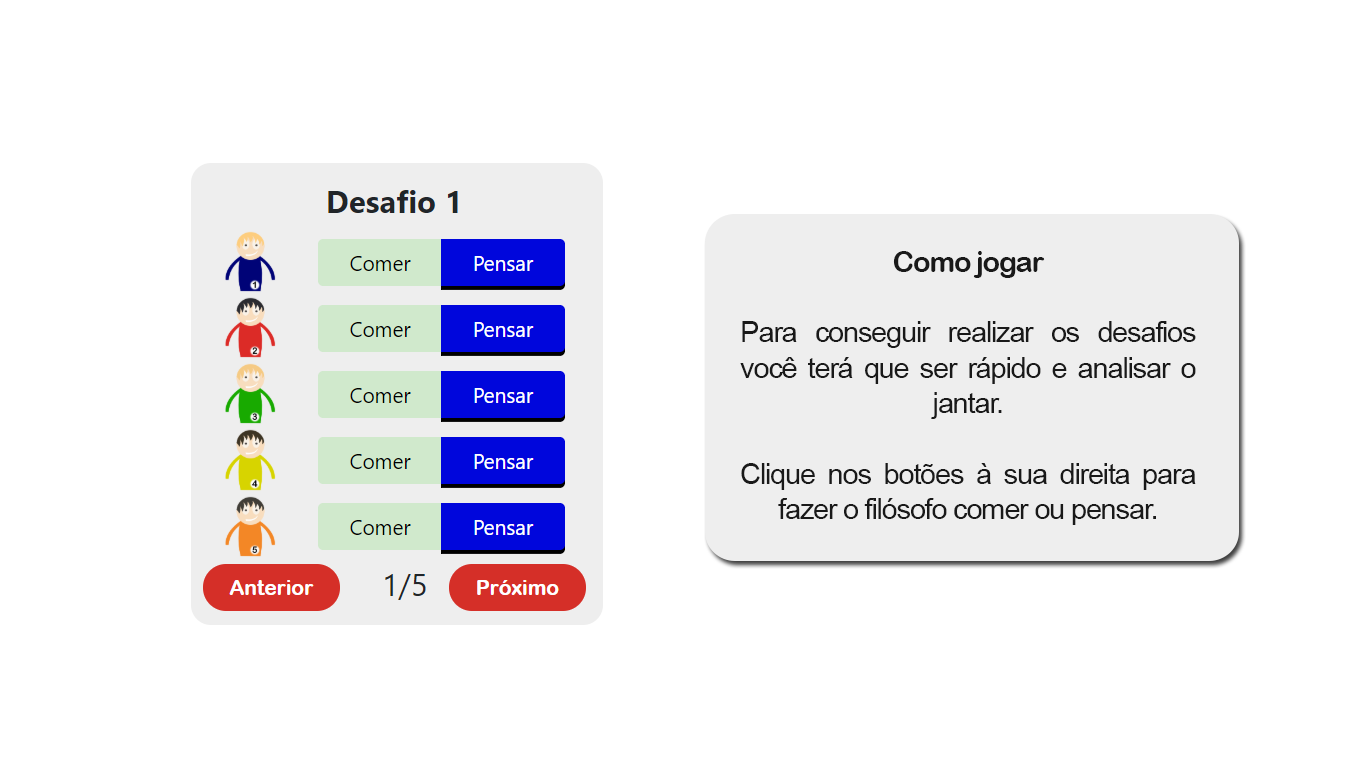 Desafio 1
1
Comer Pensar
2
Comer Pensar
3
Comer Pensar
4
Comer Pensar
5
Comer Pensar
Anterior 1/5 Próximo
Como jogar
Para conseguir realizar os desafios
você terá que ser rápido e analisar o
jantar.
Clique nos botões à sua direita para
fazer o filósofo comer ou pensar.